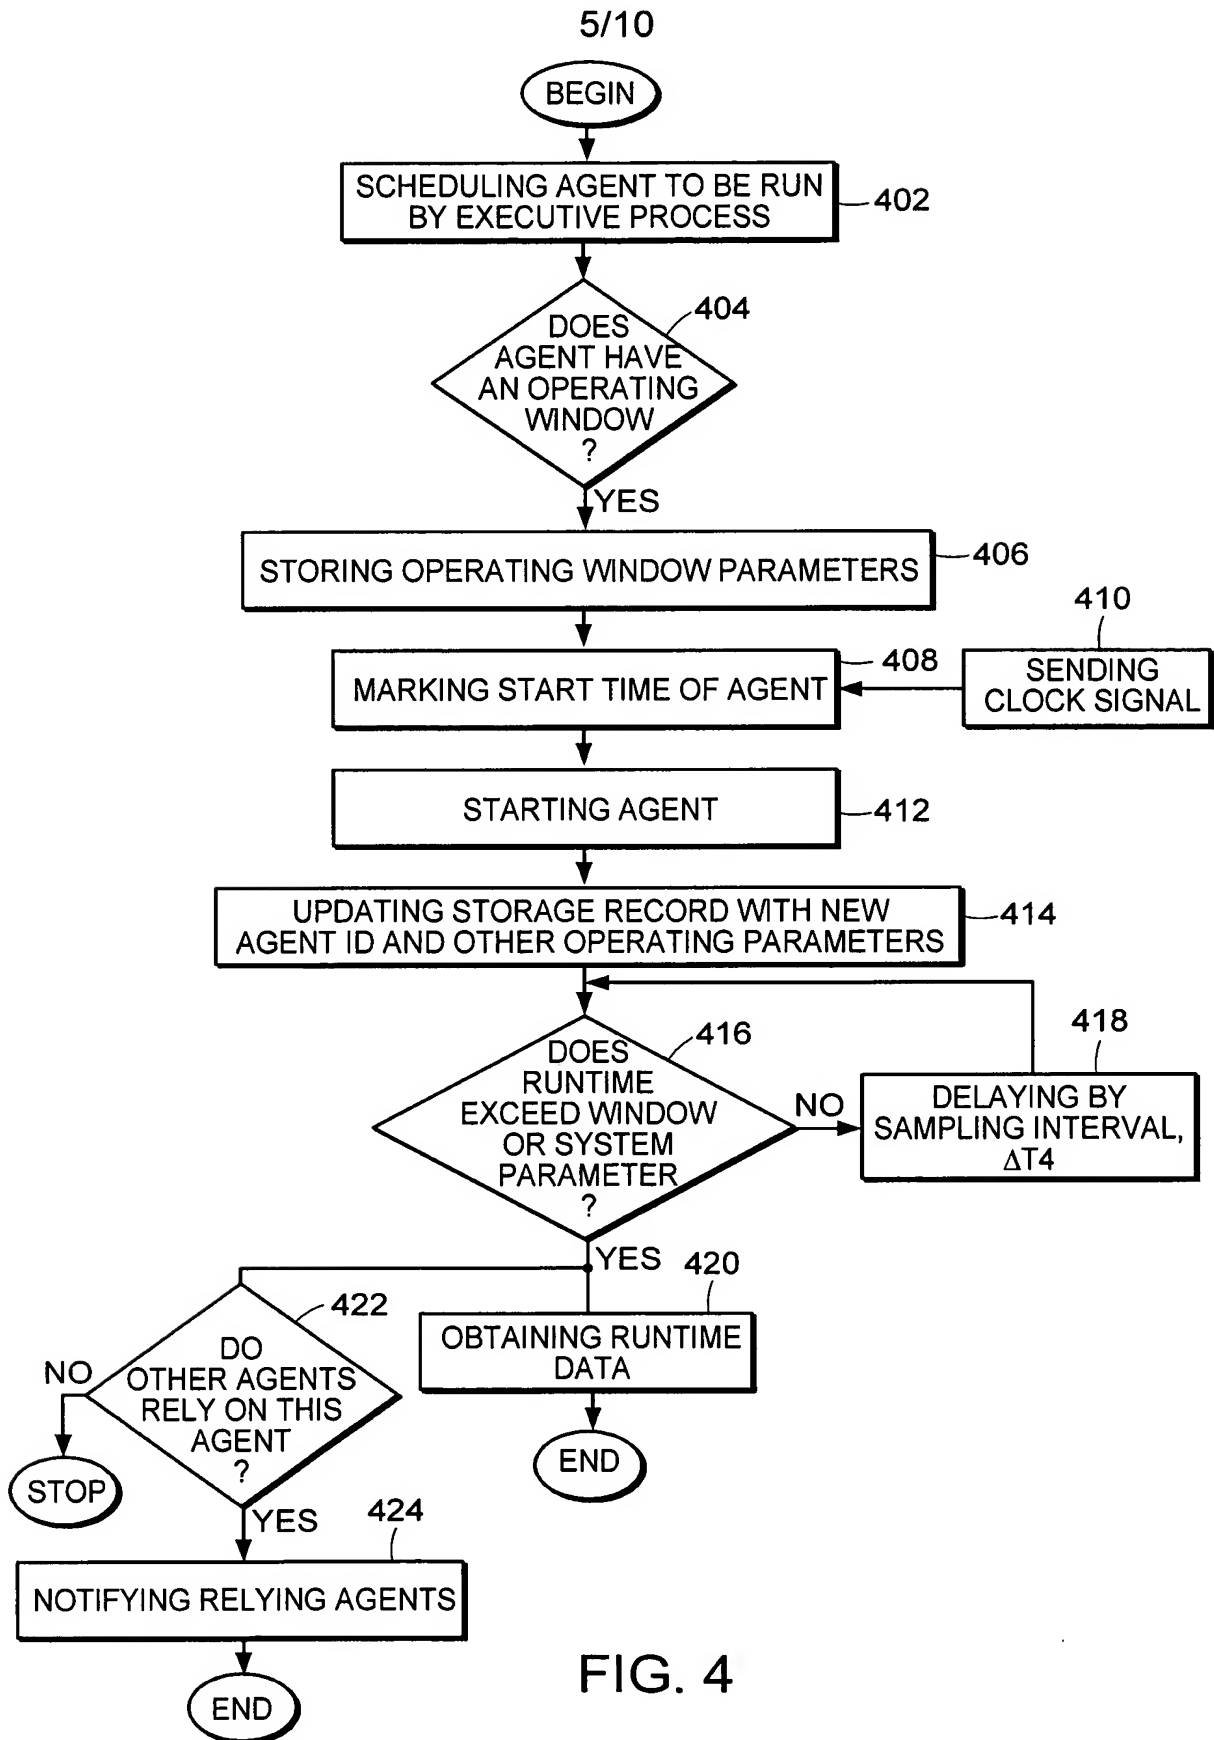 5/10
BEGIN
SCHEDULING AGENT TO BE RUN
BY EXECUTIVE PROCESS
402
404
DOES
AGENT HAVE
AN OPERATING
WINDOW
?
YES
STORING OPERATING WINDOW PARAMETERS
406
410
408
MARKING START TIME OF AGENT
SENDING
CLOCK SIGNAL
STARTING AGENT
412
UPDATING STORAGE RECORD WITH NEW
AGENT ID AND OTHER OPERATING PARAMETERS
414
416
418
DOES
RUNTIME
EXCEED WINDOW
OR SYSTEM
PARAMETER
?
NO
DELAYING BY
SAMPLING INTERVAL,
ΔT4
YES
420
422
OBTAINING RUNTIME
DATA
END
DO
OTHER AGENTS
RELY ON THIS
AGENT
?
NO
STOP
YES
424
NOTIFYING RELYING AGENTS
END
FIG. 4